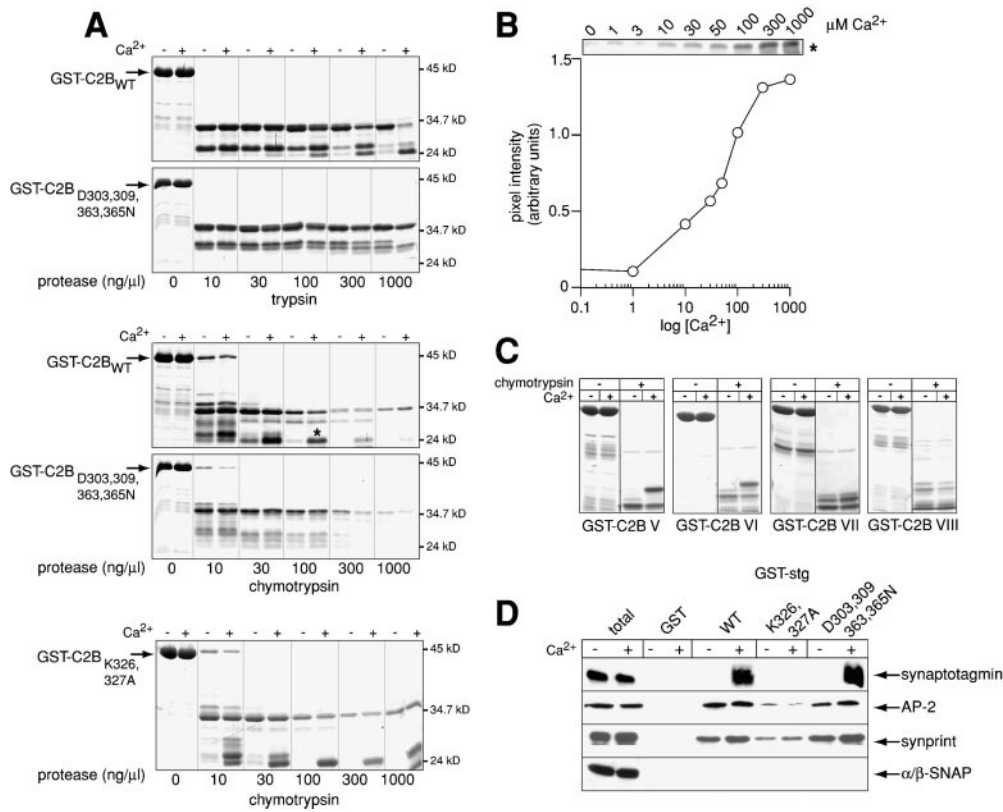 A
Ca2+ - + - + - + - + - + - +
GST-C2BWT
45 kD
34.7 kD
24 kD
GST-C2BD303,309,
363,365N
45 kD
34.7 kD
24 kD
protease (ng/μl) 0 10 30 100 300 1000
trypsin
Ca2+ - + - + - + - + - + - +
GST-C2BWT
45 kD
34.7 kD
*
24 kD
GST-C2BD303,309,
363,365N
45 kD
34.7 kD
24 kD
protease (ng/μl) 0 10 30 100 300 1000
chymotrypsin
Ca2+ - + - + - + - + - + - +
GST-C2BK326,
327A
45 kD
34.7 kD
24 kD
protease (ng/μl) 0 10 30 100 300 1000
chymotrypsin
B
0 1 3 10 30 50 100 300 1000 μM Ca2+
*
1.5
1.0
0.5
0
pixel intensity
(arbitrary units)
0.1 1 10 100 1000
log [Ca2+]
C
chymotrypsin - + - + - + - +
Ca2+ - + - + - + - + - + - + - + - +
GST-C2B V GST-C2B VI GST-C2B VII GST-C2B VIII
D
GST-stg
total GST WT K326,
327A D303,309
363,365N
Ca2+ - + - + - + - + - +
synaptotagmin
AP-2
synprint
α/β-SNAP